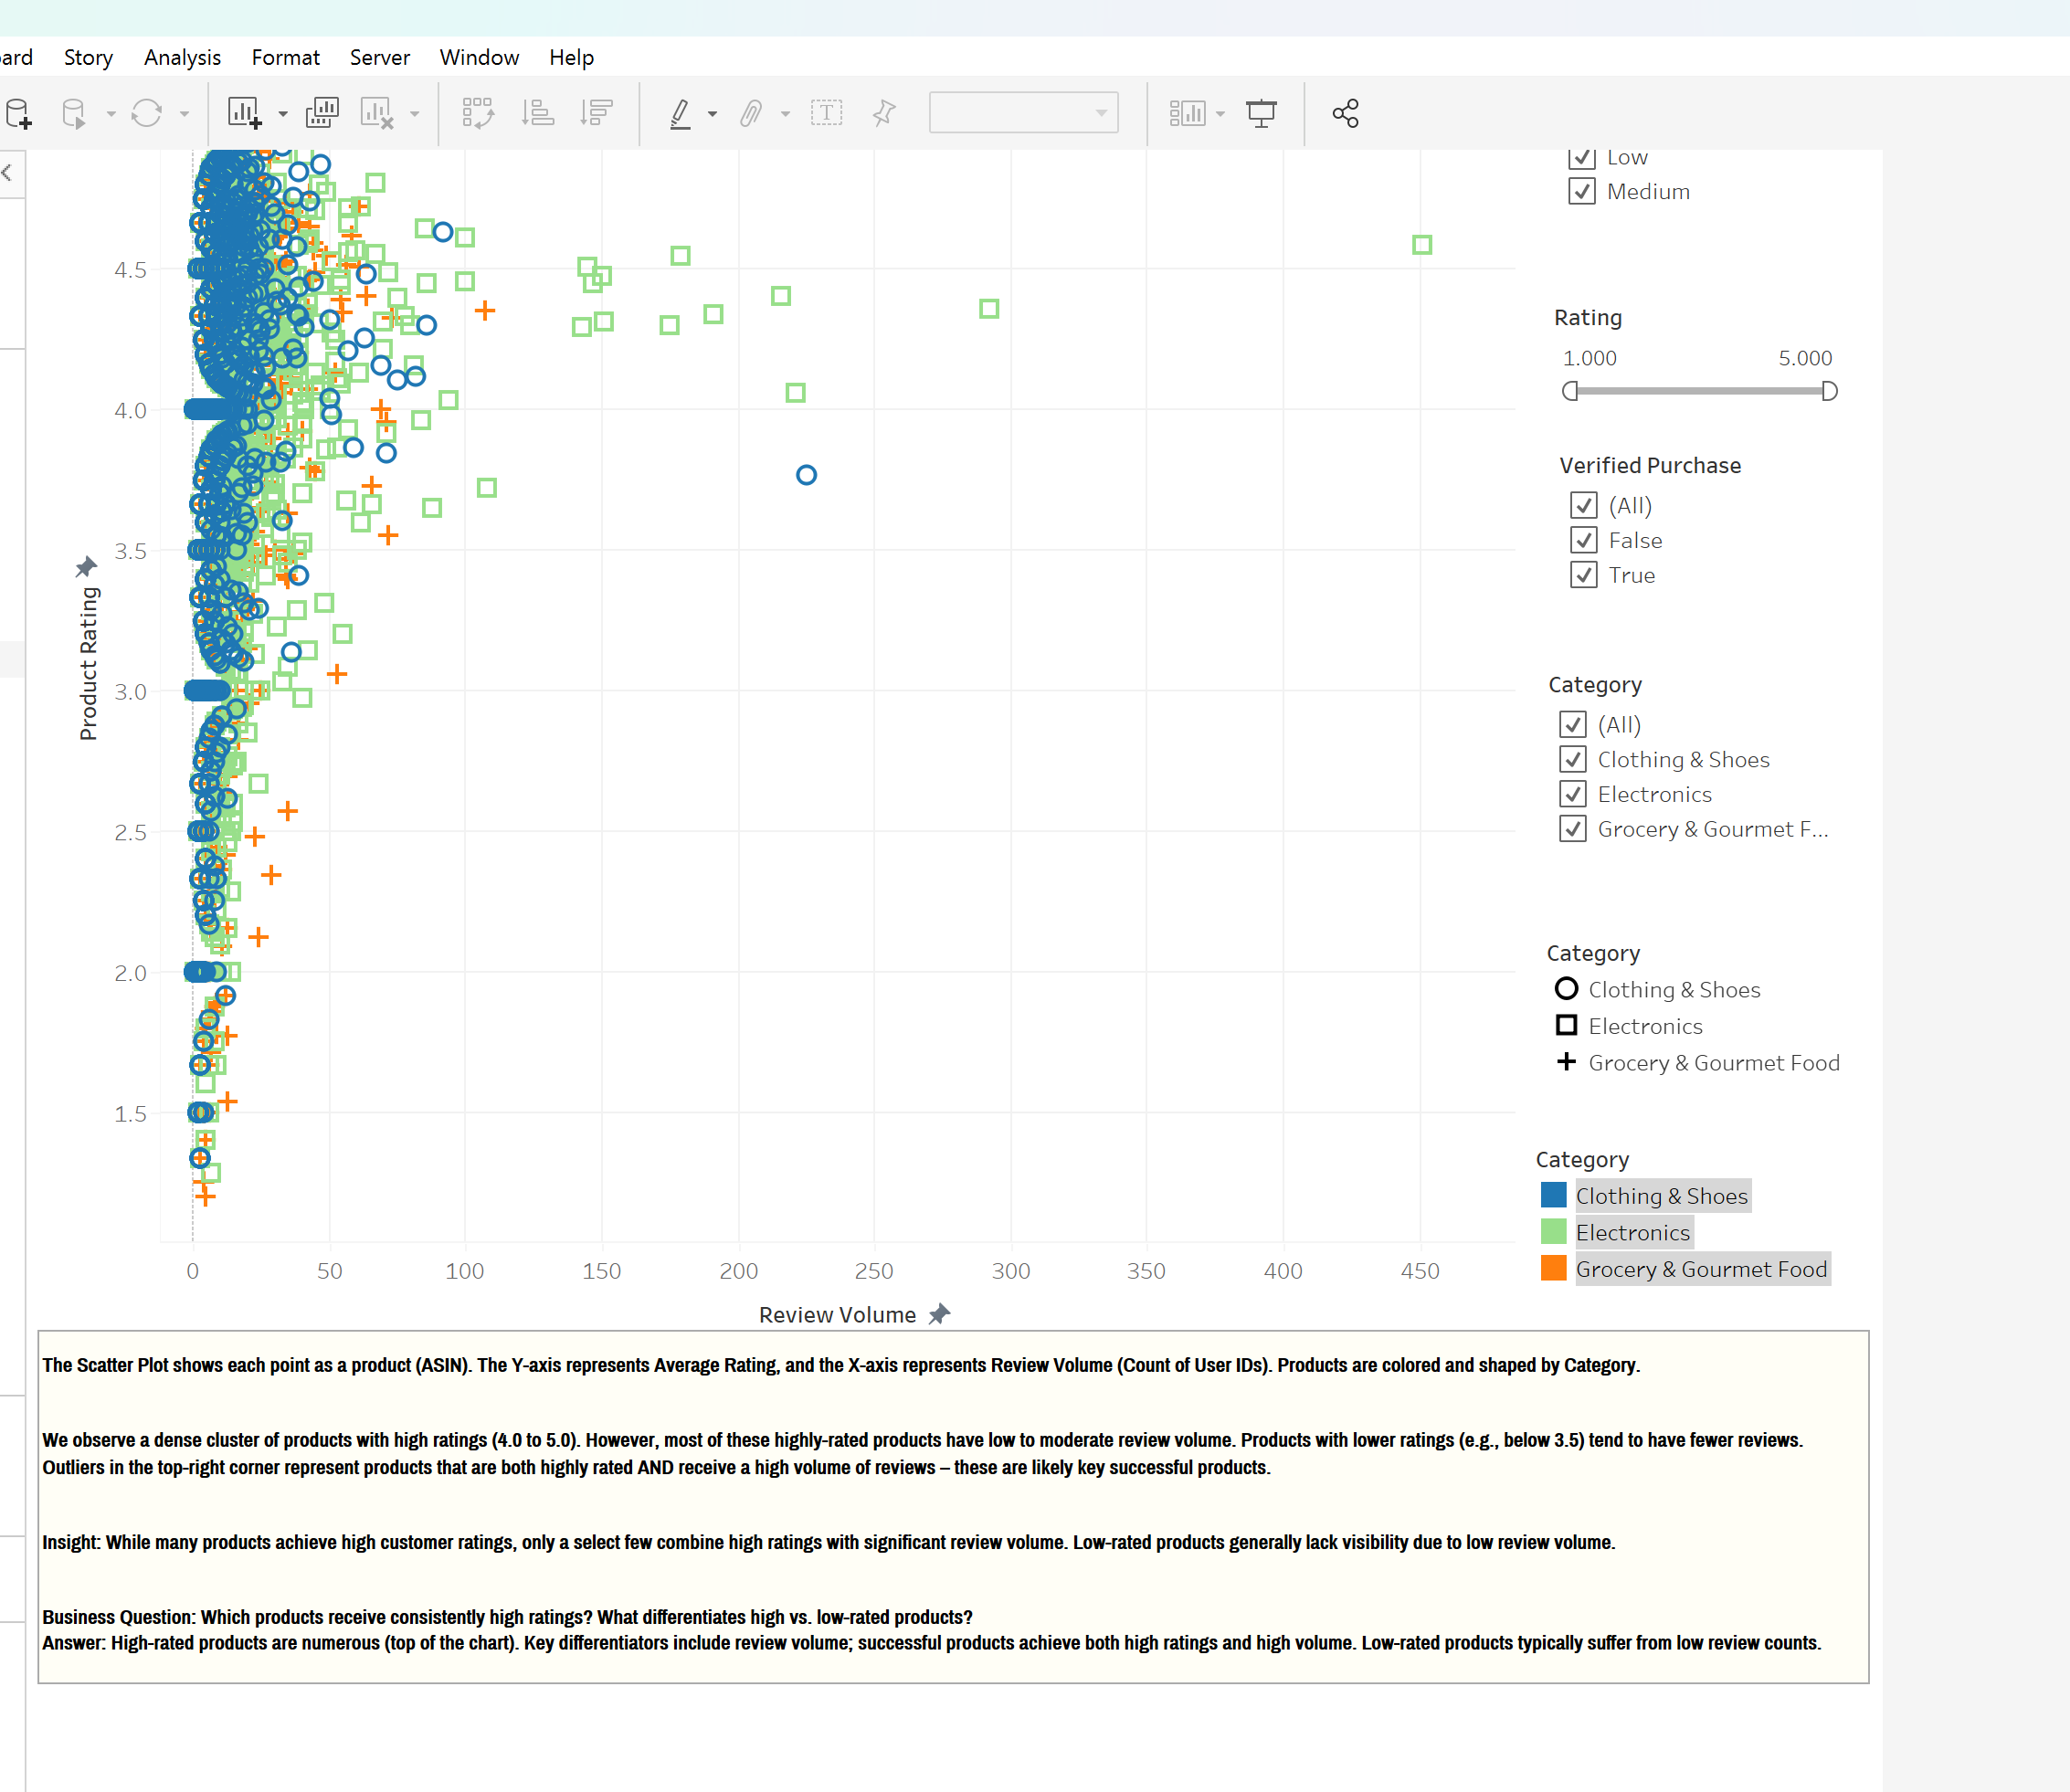 ard Story Analysis Format Server Window Help
Low
Medium
Rating
1.000 5.000
Verified Purchase
(All)
False
True
Category
(All)
Clothing & Shoes
Electronics
Grocery & Gourmet F...
Category
Clothing & Shoes
Electronics
Grocery & Gourmet Food
Category
Clothing & Shoes
Electronics
Grocery & Gourmet Food
Product Rating
4.5
4.0
3.5
3.0
2.5
2.0
1.5
0 50 100 150 200 250 300 350 400 450
Review Volume
The Scatter Plot shows each point as a product (ASIN). The Y-axis represents Average Rating, and the X-axis represents Review Volume (Count of User IDs). Products are colored and shaped by Category.
We observe a dense cluster of products with high ratings (4.0 to 5.0). However, most of these highly-rated products have low to moderate review volume. Products with lower ratings (e.g., below 3.5) tend to have fewer reviews.
Outliers in the top-right corner represent products that are both highly rated AND receive a high volume of reviews – these are likely key successful products.
Insight: While many products achieve high customer ratings, only a select few combine high ratings with significant review volume. Low-rated products generally lack visibility due to low review volume.
Business Question: Which products receive consistently high ratings? What differentiates high vs. low-rated products?
Answer: High-rated products are numerous (top of the chart). Key differentiators include review volume; successful products achieve both high ratings and high volume. Low-rated products typically suffer from low review counts.